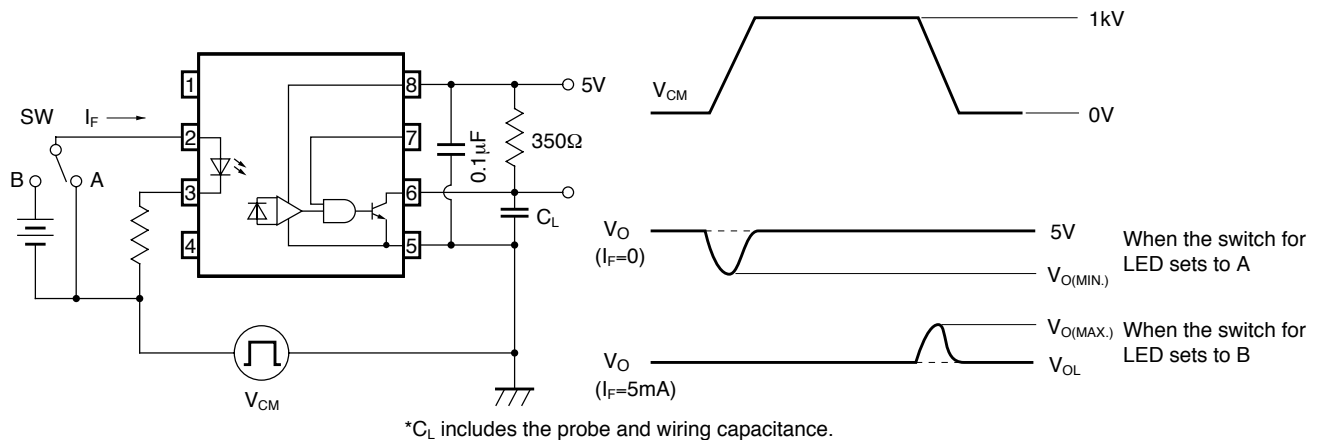 SW
I_F
B
A
1
2
3
4
8
7
6
5
5V
0.1μF
350Ω
C_L
V_CM
V_CM
1kV
0V
V_O
(I_F=0)
5V
V_O(MIN.)
When the switch for
LED sets to A
V_O
(I_F=5mA)
V_O(MAX.)
V_OL
When the switch for
LED sets to B
*C_L includes the probe and wiring capacitance.